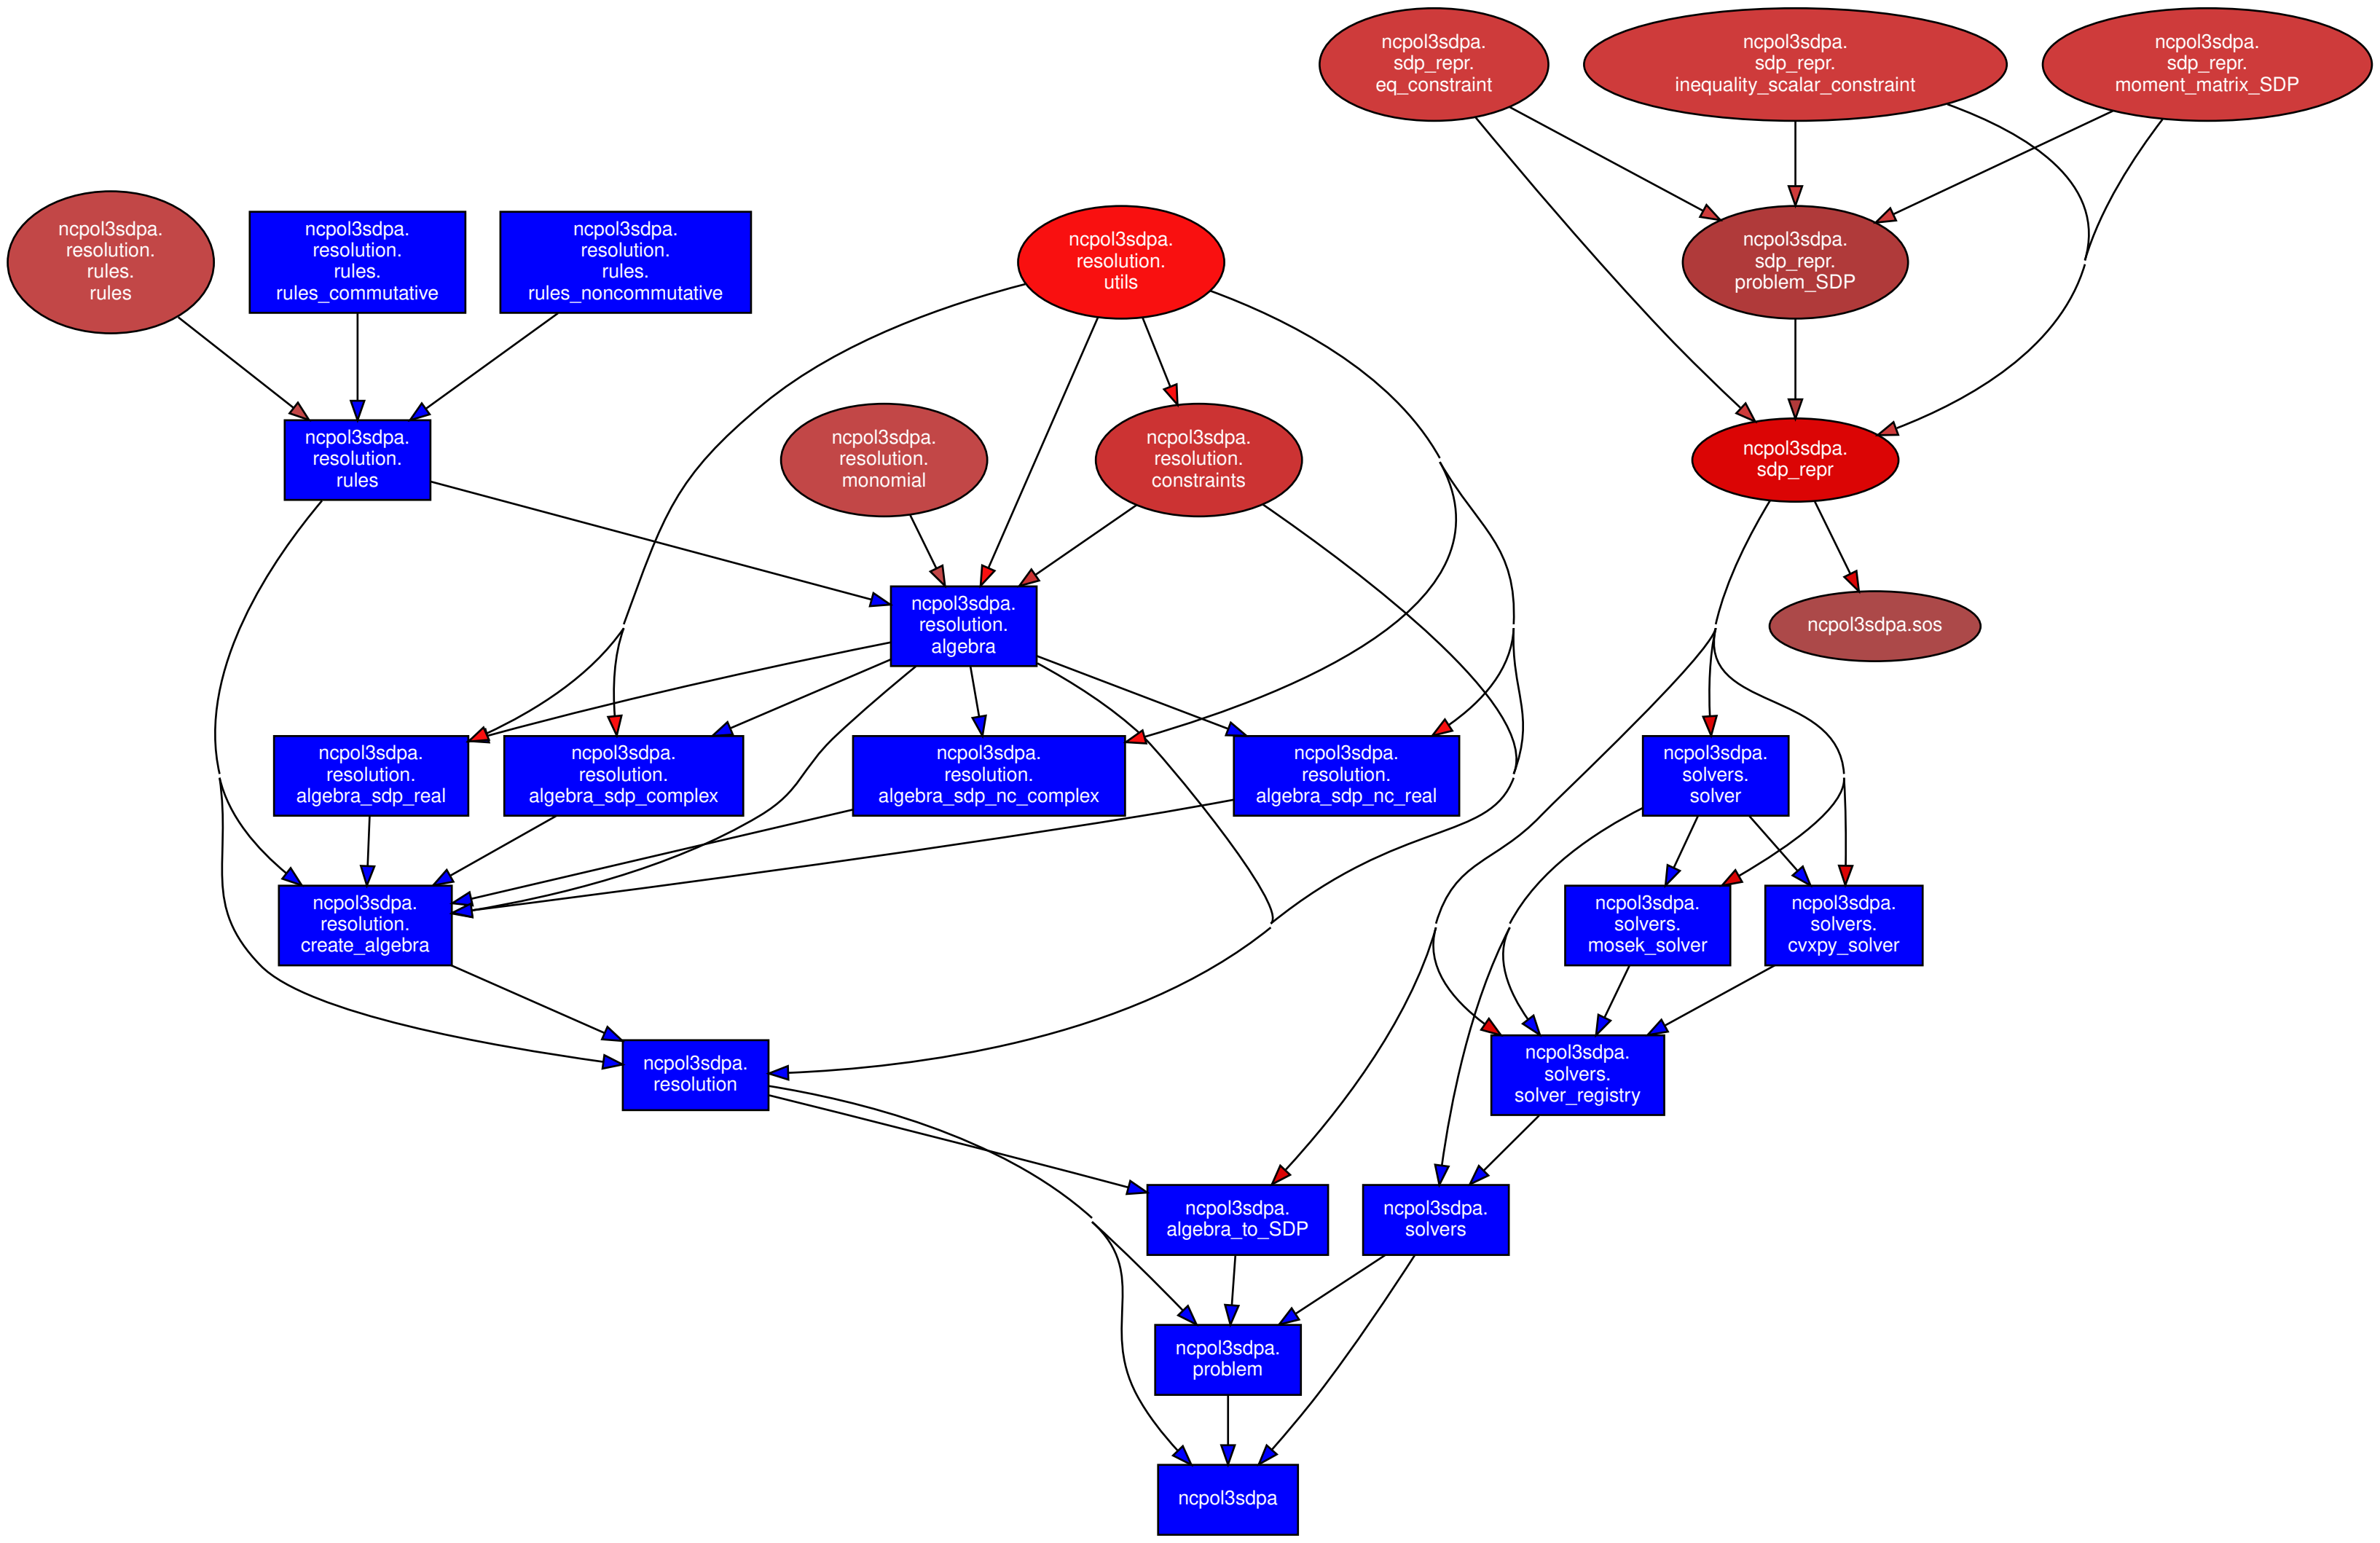 ncpol3sdpa.
sdp_repr.
eq_constraint
ncpol3sdpa.
sdp_repr.
inequality_scalar_constraint
ncpol3sdpa.
sdp_repr.
moment_matrix_SDP
ncpol3sdpa.
resolution.
rules.
rules
ncpol3sdpa.
resolution.
rules.
rules_commutative
ncpol3sdpa.
resolution.
rules.
rules_noncommutative
ncpol3sdpa.
resolution.
utils
ncpol3sdpa.
sdp_repr.
problem_SDP
ncpol3sdpa.
resolution.
rules
ncpol3sdpa.
resolution.
monomial
ncpol3sdpa.
resolution.
constraints
ncpol3sdpa.
sdp_repr
ncpol3sdpa.
resolution.
algebra
ncpol3sdpa.sos
ncpol3sdpa.
resolution.
algebra_sdp_real
ncpol3sdpa.
resolution.
algebra_sdp_complex
ncpol3sdpa.
resolution.
algebra_sdp_nc_complex
ncpol3sdpa.
resolution.
algebra_sdp_nc_real
ncpol3sdpa.
solvers.
solver
ncpol3sdpa.
resolution.
create_algebra
ncpol3sdpa.
solvers.
mosek_solver
ncpol3sdpa.
solvers.
cvxpy_solver
ncpol3sdpa.
resolution
ncpol3sdpa.
solvers.
solver_registry
ncpol3sdpa.
algebra_to_SDP
ncpol3sdpa.
solvers
ncpol3sdpa.
problem
ncpol3sdpa